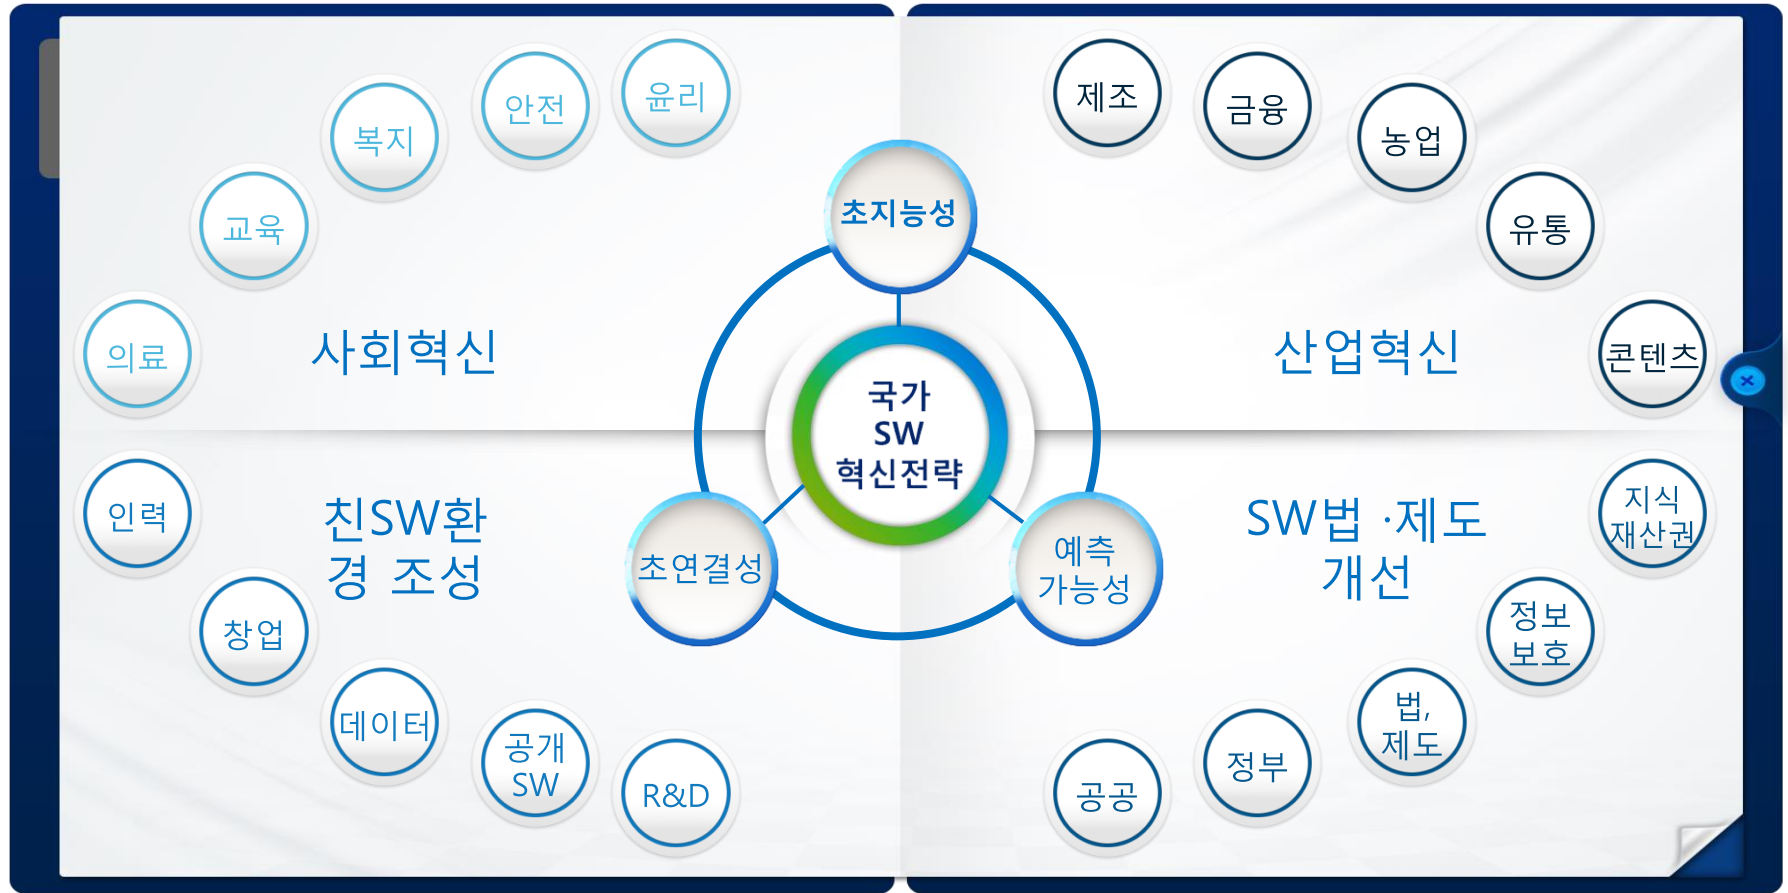 윤리
안전
복지
교육
의료
사회혁신
제조
금융
농업
유통
콘텐츠
산업혁신
초지능성
국가
SW
혁신전략
초연결성
예측
가능성
친SW환
경 조성
인력
창업
데이터
공개
SW
R&D
SW법 ·제도
개선
지식
재산권
정보
보호
법,
제도
정부
공공